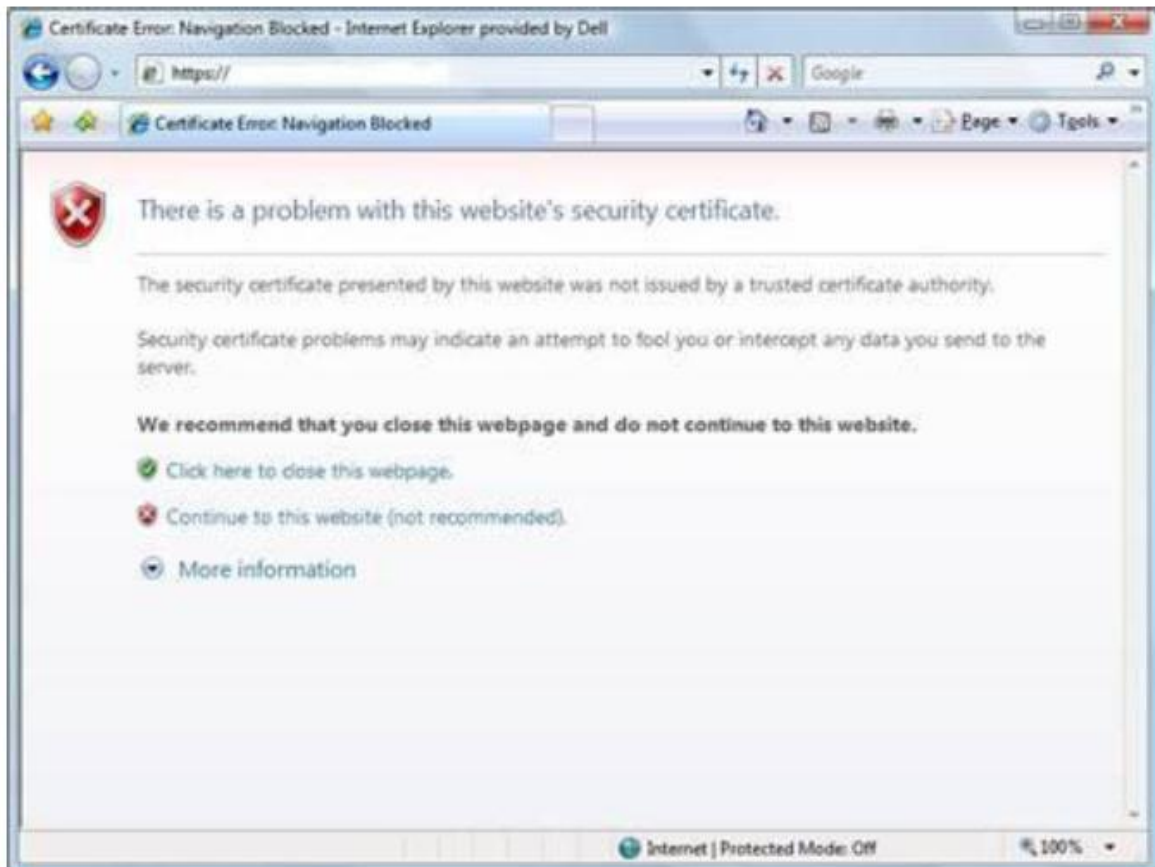 Certificate Error: Navigation Blocked - Internet Explorer provided by Dell
https://
Google
Certificate Error: Navigation Blocked
Page
Tools
There is a problem with this website's security certificate.
The security certificate presented by this website was not issued by a trusted certificate authority.
Security certificate problems may indicate an attempt to fool you or intercept any data you send to the
server.
We recommend that you close this webpage and do not continue to this website.
Click here to close this webpage.
Continue to this website (not recommended).
More information
Internet | Protected Mode: Off
100%